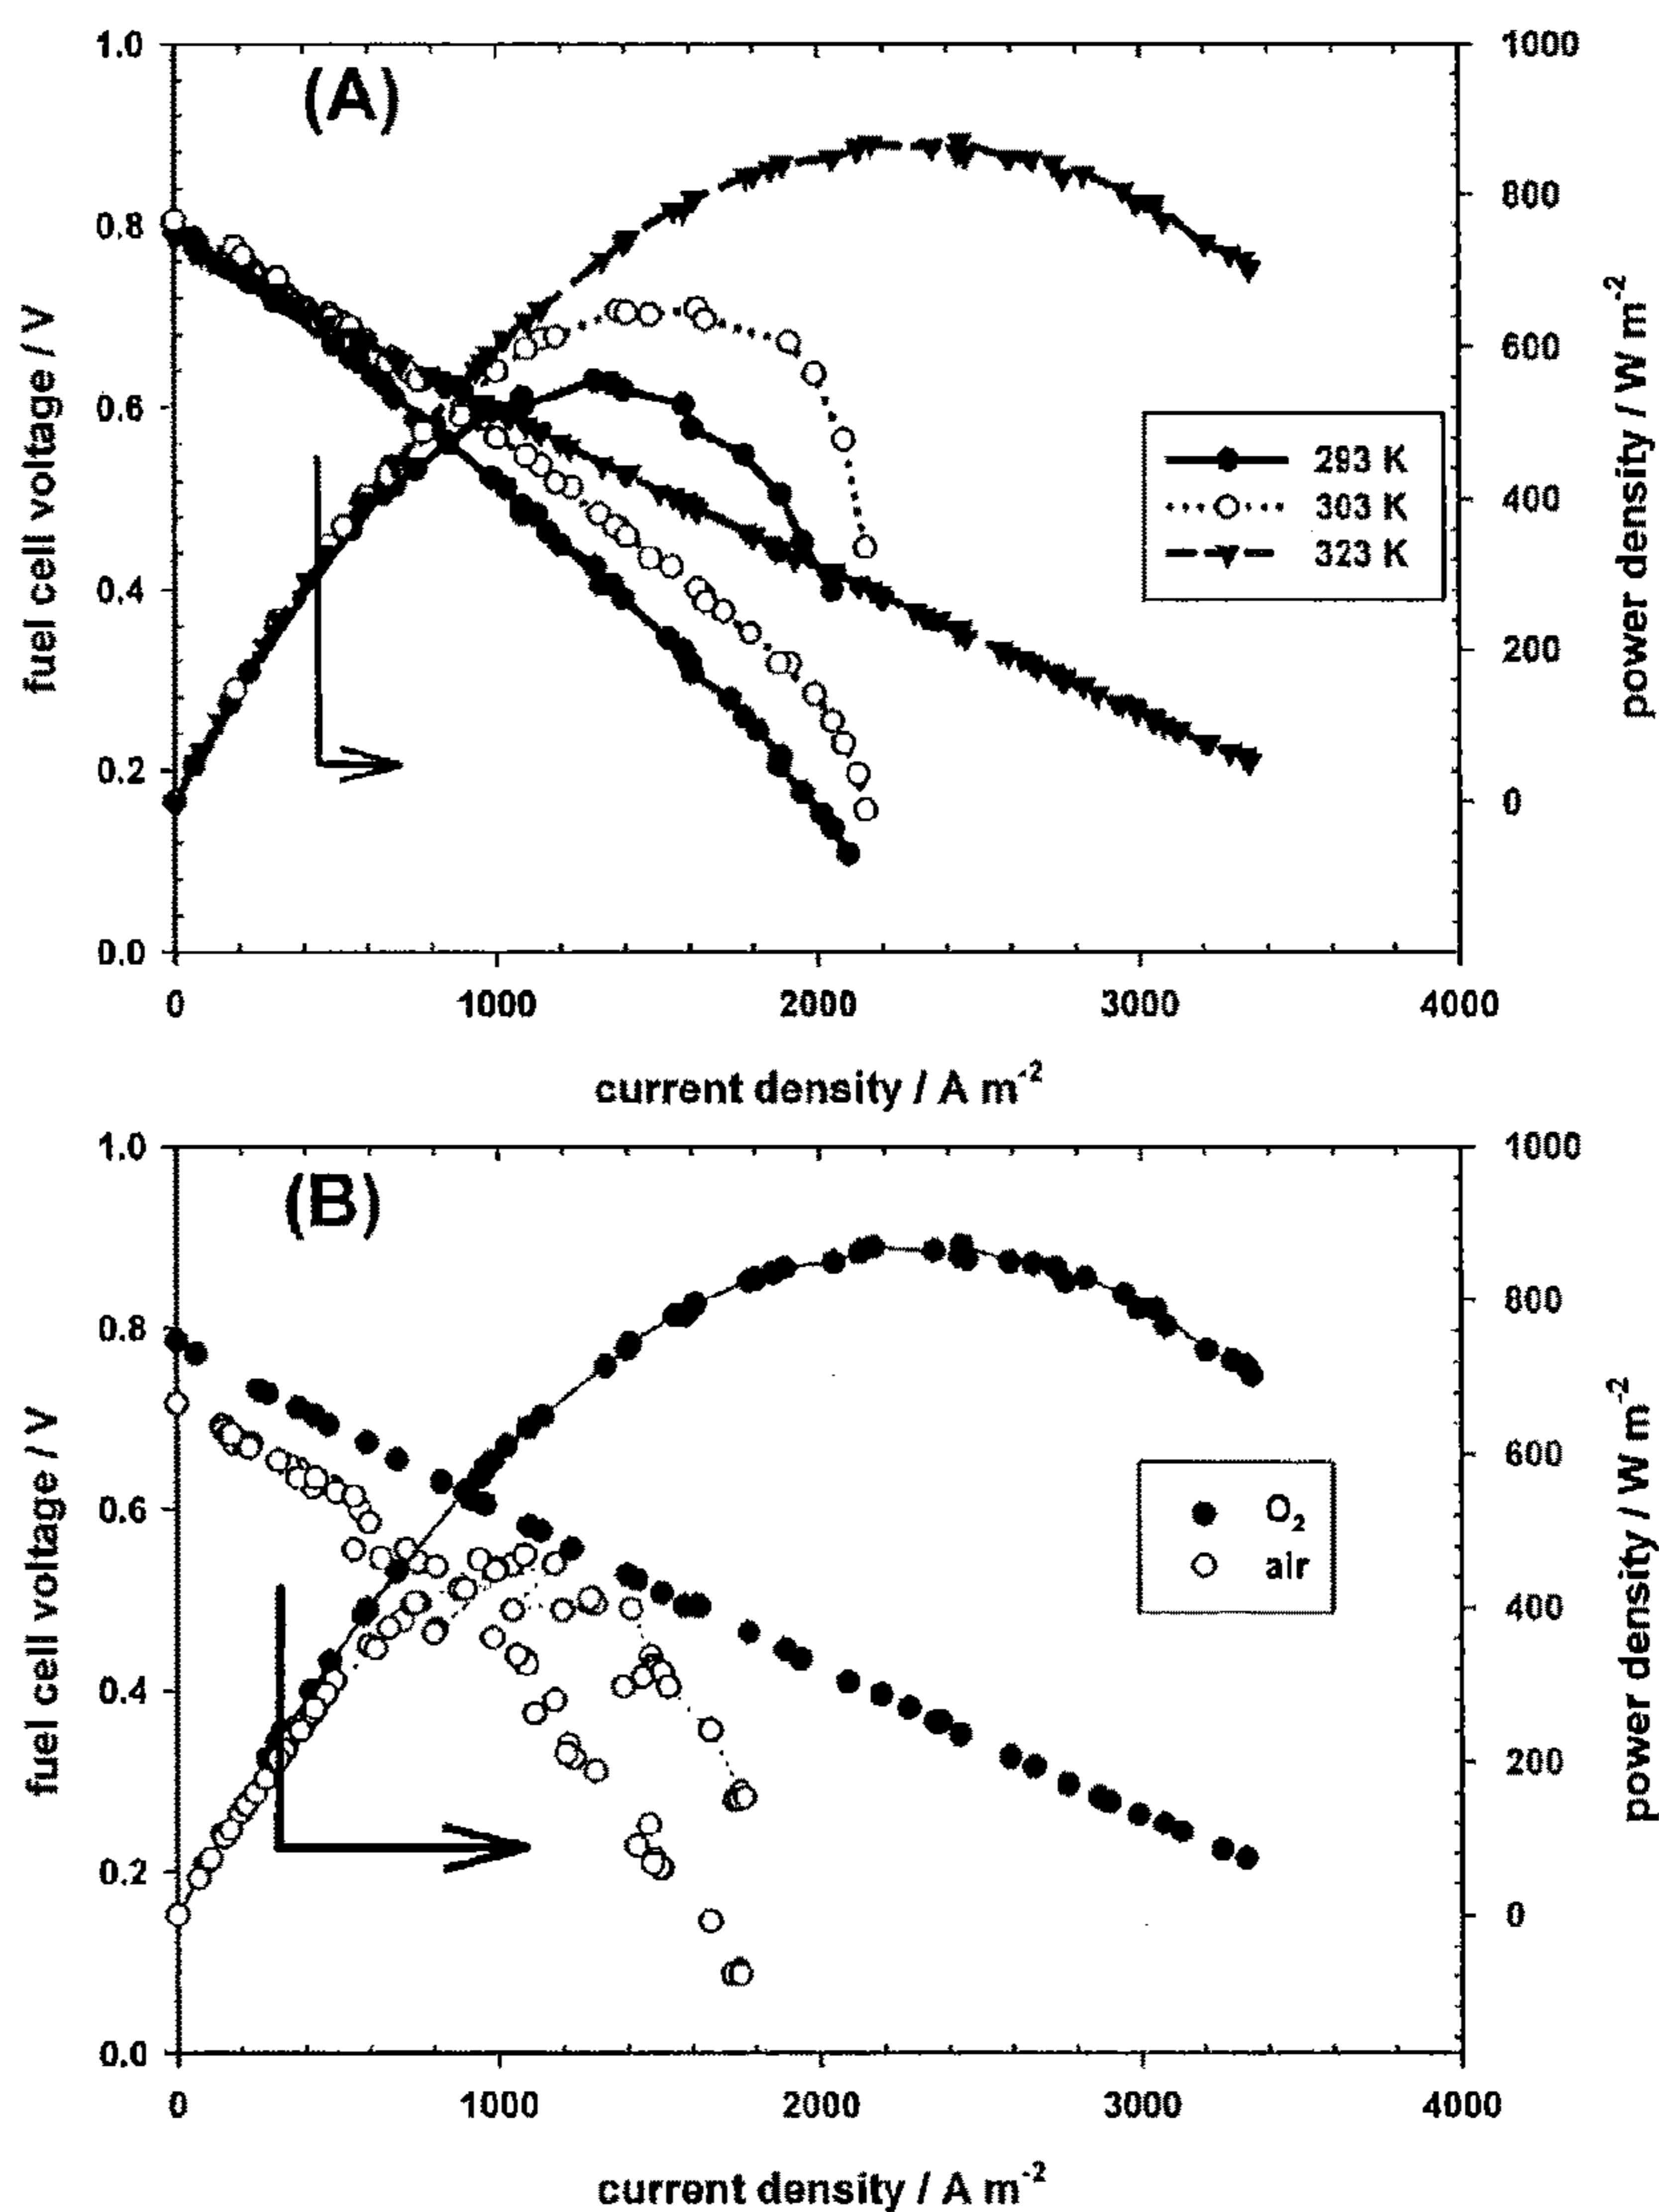 (A)
1.0
0.8
0.6
0.4
0.2
0.0
fuel cell voltage / V
1000
800
600
400
200
0
power density / W m⁻²
293 K
303 K
323 K
0 1000 2000 3000 4000
current density / A m⁻²
(B)
1.0
0.8
0.6
0.4
0.2
0.0
fuel cell voltage / V
1000
800
600
400
200
0
power density / W m⁻²
O₂
air
0 1000 2000 3000 4000
current density / A m⁻²